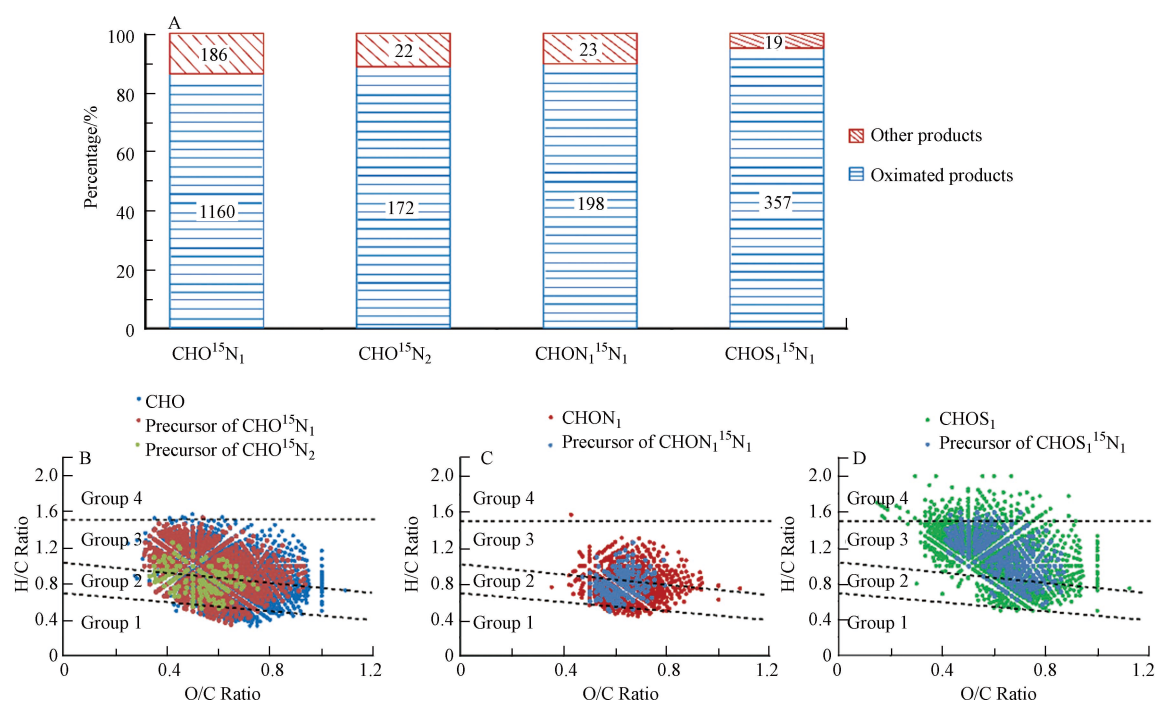 A
Percentage/%
100
80
60
40
20
0
186
22
23
19
1160
172
198
357
CHO¹⁵N₁
CHO¹⁵N₂
CHON₁¹⁵N₁
CHOS₁¹⁵N₁
Other products
Oximated products
CHO
Precursor of CHO¹⁵N₁
Precursor of CHO¹⁵N₂
B
H/C Ratio
2.0
1.6
1.2
0.8
0.4
0
Group 4
Group 3
Group 2
Group 1
0
0.4
0.8
1.2
O/C Ratio
CHON₁
Precursor of CHON₁¹⁵N₁
C
H/C Ratio
2.0
1.6
1.2
0.8
0.4
0
Group 4
Group 3
Group 2
Group 1
0
0.4
0.8
1.2
O/C Ratio
CHOS₁
Precursor of CHOS₁¹⁵N₁
D
H/C Ratio
2.0
1.6
1.2
0.8
0.4
0
Group 4
Group 3
Group 2
Group 1
0
0.4
0.8
1.2
O/C Ratio